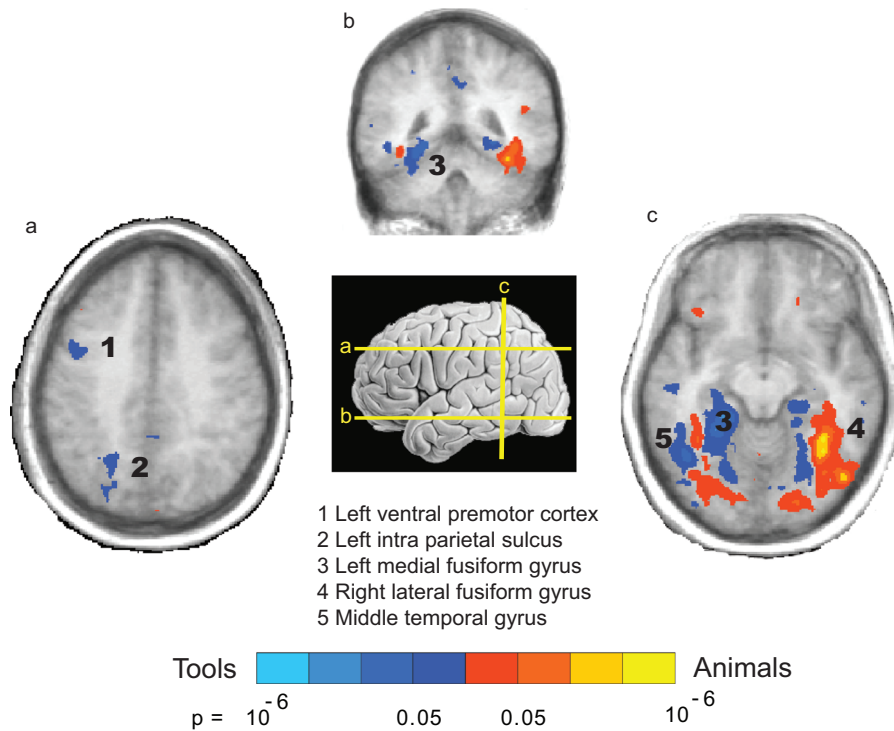 b
3
a
1
2
c
a
b
c
3
5
4
1 Left ventral premotor cortex
2 Left intra parietal sulcus
3 Left medial fusiform gyrus
4 Right lateral fusiform gyrus
5 Middle temporal gyrus
Tools Animals
p = 10⁻⁶ 0.05 0.05 10⁻⁶